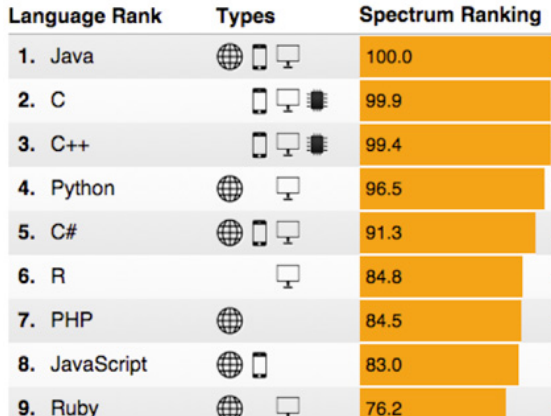 Language Rank Types Spectrum Ranking
1. Java 100.0
2. C 99.9
3. C++ 99.4
4. Python 96.5
5. C# 91.3
6. R 84.8
7. PHP 84.5
8. JavaScript 83.0
9. Ruby 76.2